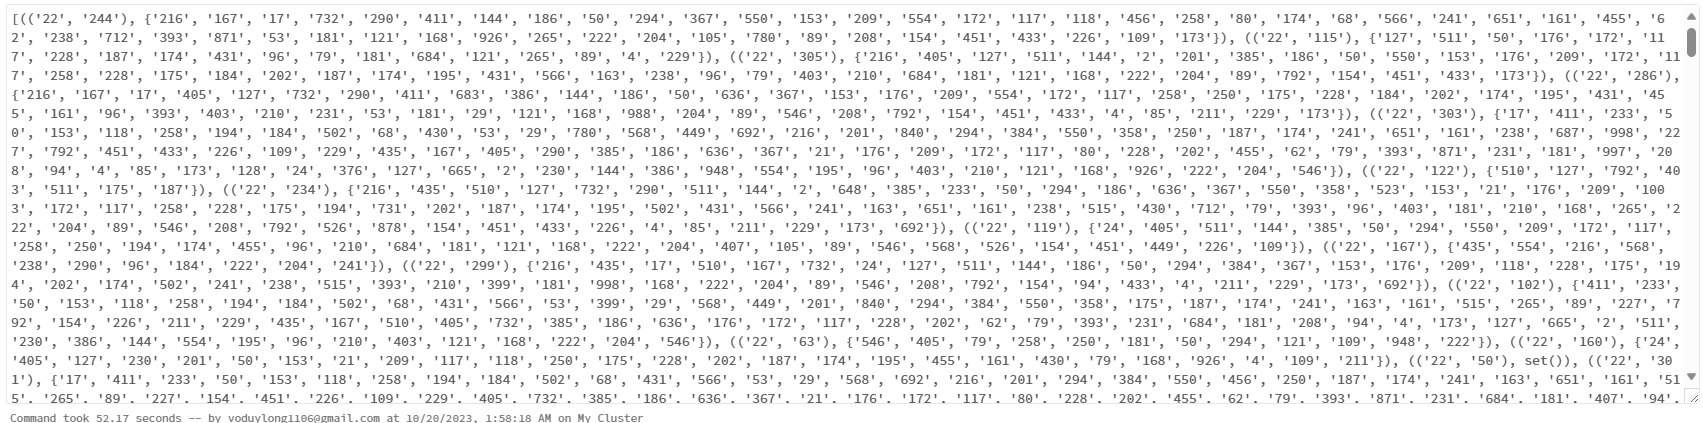 [(('22', '244'), {'216', '167', '17', '732', '290', '411', '144', '186', '50', '294', '367', '550', '153', '209', '554', '172', '117', '118', '456', '258', '80', '174', '68', '566', '241', '651', '161', '455', '6
2', '238', '712', '393', '871', '53', '181', '121', '168', '926', '265', '222', '204', '105', '780', '89', '208', '154', '451', '433', '226', '109', '173'}), (('22', '115'), {'127', '511', '50', '176', '172', '11
7', '228', '187', '174', '431', '96', '79', '181', '684', '121', '265', '89', '4', '229'}), (('22', '305'), {'216', '405', '127', '511', '144', '2', '201', '385', '186', '50', '550', '153', '176', '209', '172', '11
7', '258', '228', '175', '184', '202', '187', '174', '195', '431', '566', '163', '238', '96', '79', '403', '210', '684', '181', '121', '168', '222', '204', '89', '792', '154', '451', '433', '173'}), (('22', '286'),
{'216', '167', '17', '405', '127', '732', '290', '411', '683', '386', '144', '186', '50', '636', '367', '153', '176', '209', '554', '172', '117', '258', '250', '175', '228', '184', '202', '174', '195', '431', '45
5', '161', '96', '393', '403', '210', '231', '53', '181', '29', '121', '168', '988', '204', '89', '546', '208', '792', '154', '451', '433', '4', '85', '211', '229', '173'}), (('22', '303'), {'17', '411', '233', '5
0', '153', '118', '258', '194', '184', '502', '68', '430', '53', '29', '780', '568', '449', '692', '216', '201', '840', '294', '384', '550', '358', '250', '187', '174', '241', '651', '161', '238', '687', '998', '22
7', '792', '451', '433', '226', '109', '229', '435', '167', '405', '290', '385', '186', '636', '367', '21', '176', '209', '172', '117', '80', '228', '202', '455', '62', '79', '393', '871', '231', '181', '997', '20
8', '94', '4', '85', '173', '128', '24', '376', '127', '665', '2', '230', '144', '386', '948', '554', '195', '96', '403', '210', '121', '168', '926', '222', '204', '546'}), (('22', '122'), {'510', '127', '792', '40
3', '511', '175', '187'}), (('22', '234'), {'216', '435', '510', '127', '732', '290', '511', '144', '2', '648', '385', '233', '50', '294', '186', '636', '367', '550', '358', '523', '153', '21', '176', '209', '100
3', '172', '117', '258', '228', '175', '194', '731', '202', '187', '174', '195', '502', '431', '566', '241', '163', '651', '161', '238', '515', '430', '712', '79', '393', '96', '403', '181', '210', '168', '265', '2
22', '204', '89', '546', '208', '792', '526', '878', '154', '451', '433', '226', '4', '85', '211', '229', '173', '692'}), (('22', '119'), {'24', '405', '511', '144', '385', '50', '294', '550', '209', '172', '117',
'258', '250', '194', '174', '455', '96', '210', '684', '181', '121', '168', '222', '204', '407', '105', '89', '546', '568', '526', '154', '451', '449', '226', '109'}), (('22', '167'), {'435', '554', '216', '568',
'238', '290', '96', '184', '222', '204', '241'}), (('22', '299'), {'216', '435', '17', '510', '167', '732', '24', '127', '511', '144', '186', '50', '294', '384', '367', '153', '176', '209', '118', '228', '175', '19
4', '202', '174', '502', '241', '238', '515', '393', '210', '399', '181', '998', '168', '222', '204', '89', '546', '208', '792', '154', '94', '433', '4', '211', '229', '173', '692'}), (('22', '102'), {'411', '233',
'50', '153', '118', '258', '194', '184', '502', '68', '431', '566', '53', '399', '29', '568', '449', '201', '840', '294', '384', '550', '358', '175', '187', '174', '241', '163', '161', '515', '265', '89', '227', '7
92', '154', '226', '211', '229', '435', '167', '510', '405', '732', '385', '186', '636', '176', '172', '117', '228', '202', '62', '79', '393', '231', '684', '181', '208', '94', '4', '173', '127', '665', '2', '511',
'230', '386', '144', '554', '195', '96', '210', '403', '121', '168', '222', '204', '546'}), (('22', '63'), {'546', '405', '79', '258', '250', '181', '50', '294', '121', '109', '948', '222'}), (('22', '160'), {'24',
'405', '127', '230', '201', '50', '153', '21', '209', '117', '118', '250', '175', '228', '202', '187', '174', '195', '455', '161', '430', '79', '168', '926', '4', '109', '211'}), (('22', '50'), set()), (('22', '30
1'), {'17', '411', '233', '50', '153', '118', '258', '194', '184', '502', '68', '431', '566', '53', '29', '568', '692', '216', '201', '294', '384', '550', '456', '250', '187', '174', '241', '163', '651', '161', '51
5', '265', '89', '227', '154', '451', '226', '109', '229', '405', '732', '385', '186', '636', '367', '21', '176', '172', '117', '80', '228', '202', '455', '62', '79', '393', '871', '231', '684', '181', '407', '94',
Command took 52.17 seconds -- by voduylong1106@gmail.com at 10/20/2023, 1:58:18 AM on My Cluster